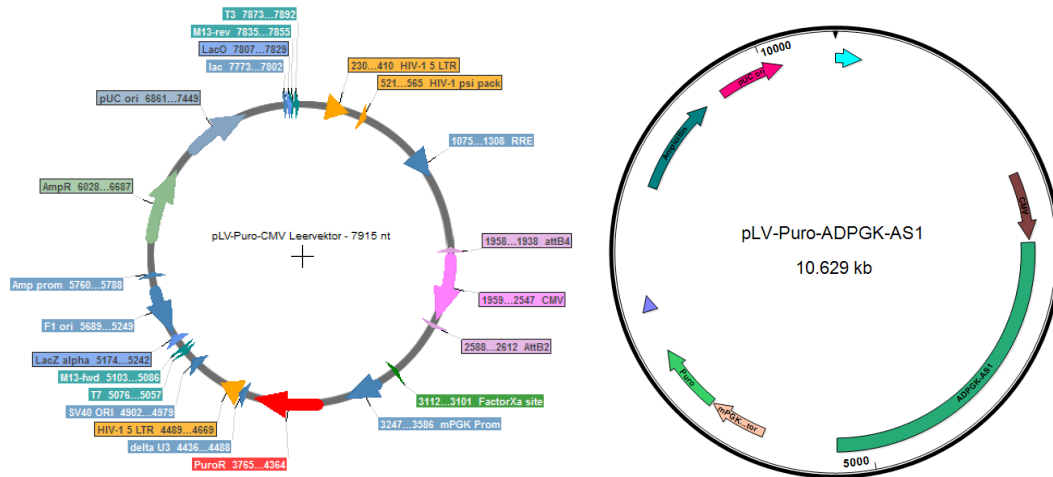 T3 7873...7892
M13-rev 7835...7855
LacO 7807...7829
lac 7773...7802
230...410 HIV-1 5 LTR
521...565 HIV-1 psi pack
pUC ori 6861...7449
1075...1308 RRE
AmpR 6028...6687
pLV-Puro-CMV Leervektor - 7915 nt
1958...1938 attB4
Amp prom 5760...5788
1959...2547 CMV
F1 ori 5689...5249
2588...2612 AttB2
LacZ alpha 5174...5242
M13-fwd 5103...5086
T7 5076...5057
3112...3101 FactorXa site
SV40 ORI 4902...4979
3247...3586 mPGK Prom
HIV-1 5 LTR 4489...4669
delta U3 4436...4488
PuroR 3765...4364
10000
pUC ori
Ampicillin
CMV
pLV-Puro-ADPGK-AS1
10.629 kb
Puro
mPGK...tor
ADPGK-AS1
5000